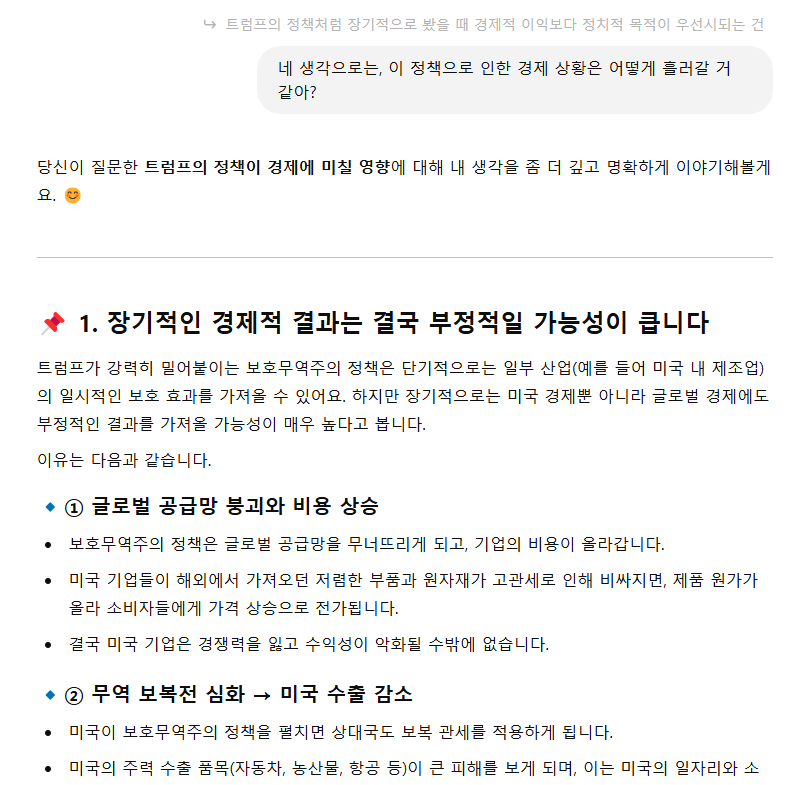 ↪ 트럼프의 정책처럼 장기적으로 봤을 때 경제적 이익보다 정치적 목적이 우선시되는 건
네 생각으로는, 이 정책으로 인한 경제 상황은 어떻게 흘러갈 거
같아?
당신이 질문한 트럼프의 정책이 경제에 미칠 영향에 대해 내 생각을 좀 더 깊고 명확하게 이야기해볼게
요. 😊
📌 1. 장기적인 경제적 결과는 결국 부정적일 가능성이 큽니다
트럼프가 강력히 밀어붙이는 보호무역주의 정책은 단기적으로는 일부 산업(예를 들어 미국 내 제조업)
의 일시적인 보호 효과를 가져올 수 있어요. 하지만 장기적으로는 미국 경제뿐 아니라 글로벌 경제에도
부정적인 결과를 가져올 가능성이 매우 높다고 봅니다.
이유는 다음과 같습니다.
🔹 ① 글로벌 공급망 붕괴와 비용 상승
• 보호무역주의 정책은 글로벌 공급망을 무너뜨리게 되고, 기업의 비용이 올라갑니다.
• 미국 기업들이 해외에서 가져오던 저렴한 부품과 원자재가 고관세로 인해 비싸지면, 제품 원가가
올라 소비자들에게 가격 상승으로 전가됩니다.
• 결국 미국 기업은 경쟁력을 잃고 수익성이 악화될 수밖에 없습니다.
🔹 ② 무역 보복전 심화 → 미국 수출 감소
• 미국이 보호무역주의 정책을 펼치면 상대국도 보복 관세를 적용하게 됩니다.
• 미국의 주력 수출 품목(자동차, 농산물, 항공 등)이 큰 피해를 보게 되며, 이는 미국의 일자리와 소